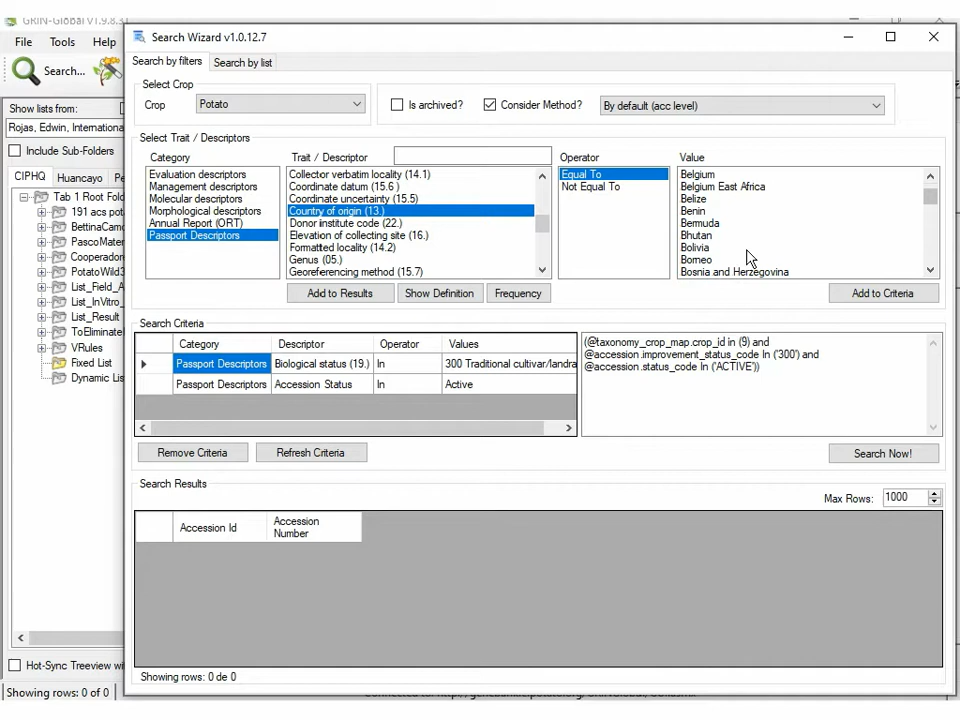 GRIN-Global v1.9.8.3
Search Wizard v1.0.12.7
File Tools Help
Search by filters Search by list
Search...
Select Crop
Crop Potato
Is archived? Consider Method? By default (acc level)
Show lists from:
Rojas, Edwin, Internationa
Include Sub-Folders
Select Trait / Descriptors
Category Trait / Descriptor Operator Value
CIPHQ Huancayo Pe
Evaluation descriptors
Management descriptors
Molecular descriptors
Morphological descriptors
Annual Report (ORT)
Passport Descriptors
Collector verbatim locality (14.1)
Coordinate datum (15.6 )
Coordinate uncertainty (15.5)
Country of origin (13.)
Donor institute code (22.)
Elevation of collecting site (16.)
Formatted locality (14.2)
Genus (05.)
Georeferencing method (15.7)
Equal To
Not Equal To
Belgium
Belgium East Africa
Belize
Benin
Bermuda
Bhutan
Bolivia
Borneo
Bosnia and Herzegovina
Tab 1 Root Fold
191 acs pot
BettinaCamo
PascoMater
Cooperador
PotatoWild3
List_Field_A
List_InVitro_
List_Result
ToEliminate
VRules
Fixed List
Dynamic Lis
Add to Results Show Definition Frequency Add to Criteria
Search Criteria
Category Descriptor Operator Values
Passport Descriptors Biological status (19.) In 300 Traditional cultivar/landra
Passport Descriptors Accession Status In Active
(@taxonomy_crop_map.crop_id in (9) and
@accession.improvement_status_code In ('300') and
@accession.status_code In ('ACTIVE'))
Remove Criteria Refresh Criteria Search Now!
Search Results
Max Rows: 1000
Accession Id Accession
Number
Hot-Sync Treeview wi
Showing rows: 0 de 0
Showing rows: 0 of 0